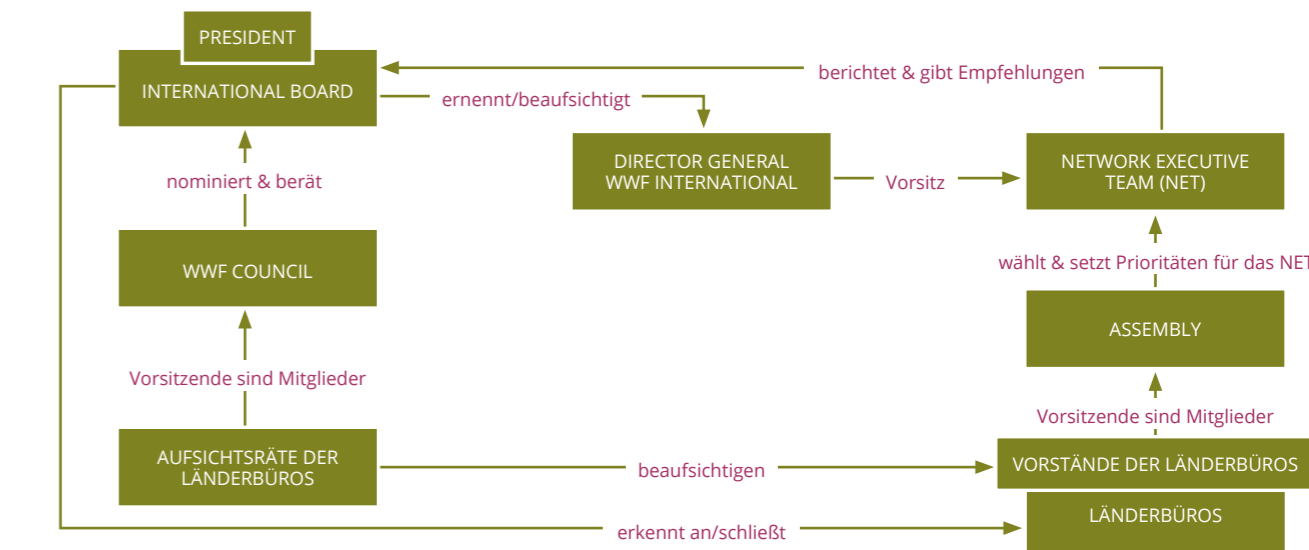 PRESIDENT
INTERNATIONAL BOARD
berichtet & gibt Empfehlungen
ernennt/beaufsichtigt
DIRECTOR GENERAL
WWF INTERNATIONAL
Vorsitz
NETWORK EXECUTIVE
TEAM (NET)
nominiert & berät
WWF COUNCIL
wählt & setzt Prioritäten für das NET
ASSEMBLY
Vorsitzende sind Mitglieder
Vorsitzende sind Mitglieder
AUFSICHTSRÄTE DER
LÄNDERBÜROS
beaufsichtigen
VORSTÄNDE DER LÄNDERBÜROS
LÄNDERBÜROS
erkennt an/schließt